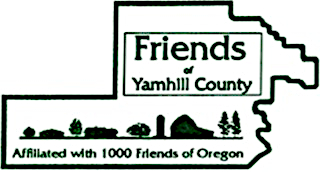 Friends
of
Yamhill County
Affiliated with 1000 Friends of Oregon